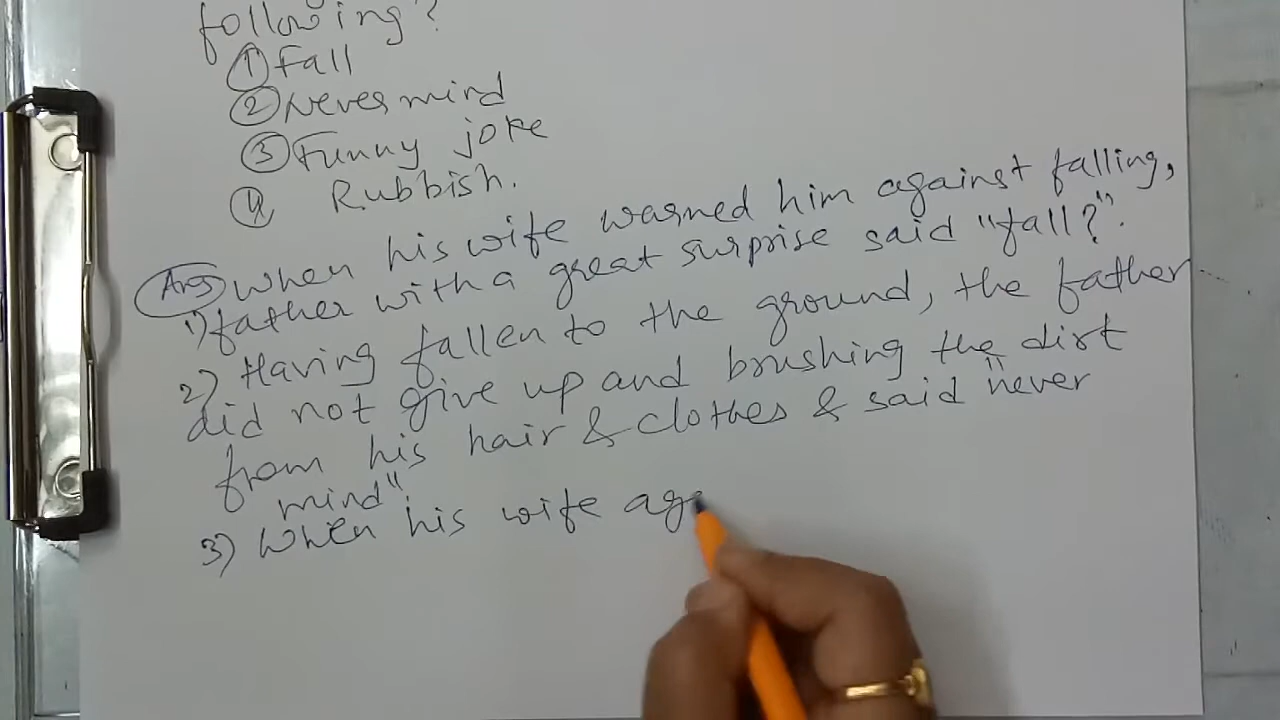 following?
① Fall
② Never mind
③ Funny joke
④ Rubbish.
Ans when his wife warned him against falling,
1) father with a great surprise said "fall?".
2) Having fallen to the ground, the father
did not give up and brushing the dirt
from his hair & clothes & said "never
mind".
3) When his wife ag